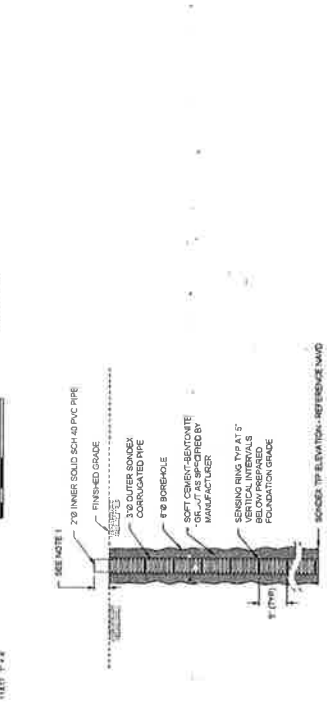 SEE NOTE 1
2"Ø INNER SOLID SCH 40 PVC PIPE
FINISHED GRADE
3"Ø OUTER SONDEX
CORRUGATED PIPE
6"Ø BOREHOLE
SOFT CEMENT-BENTONITE
GROUT AS SPECIFIED BY
MANUFACTURER
SENSING RING TYP AT 5'
VERTICAL INTERVALS
BELOW PREPARED
FOUNDATION GRADE
5' (TYP)
SONDEX TIP ELEVATION - REFERENCE NAVD